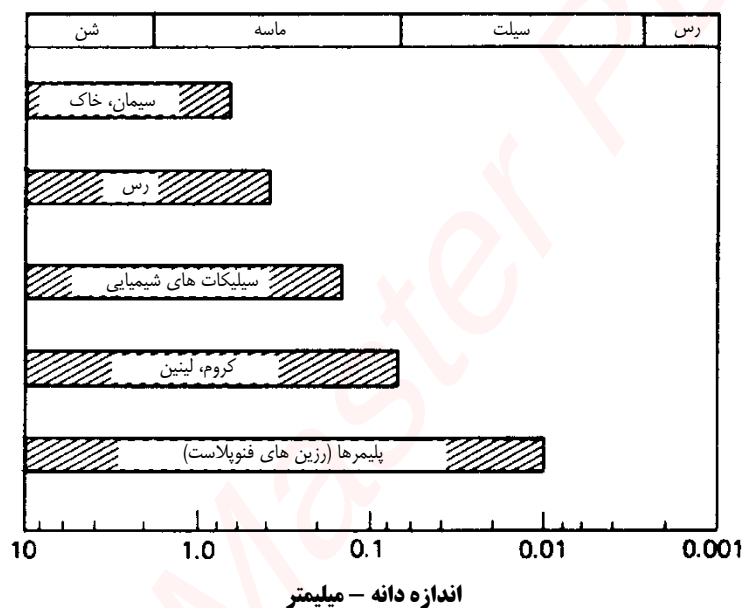 شن ماسه سیلت رس
سیمان، خاک
رس
سیلیکات های شیمیایی
کروم، لینین
پلیمرها (رزین های فنوپلاست)
10 1.0 0.1 0.01 0.001
اندازه دانه – میلیمتر
Master P